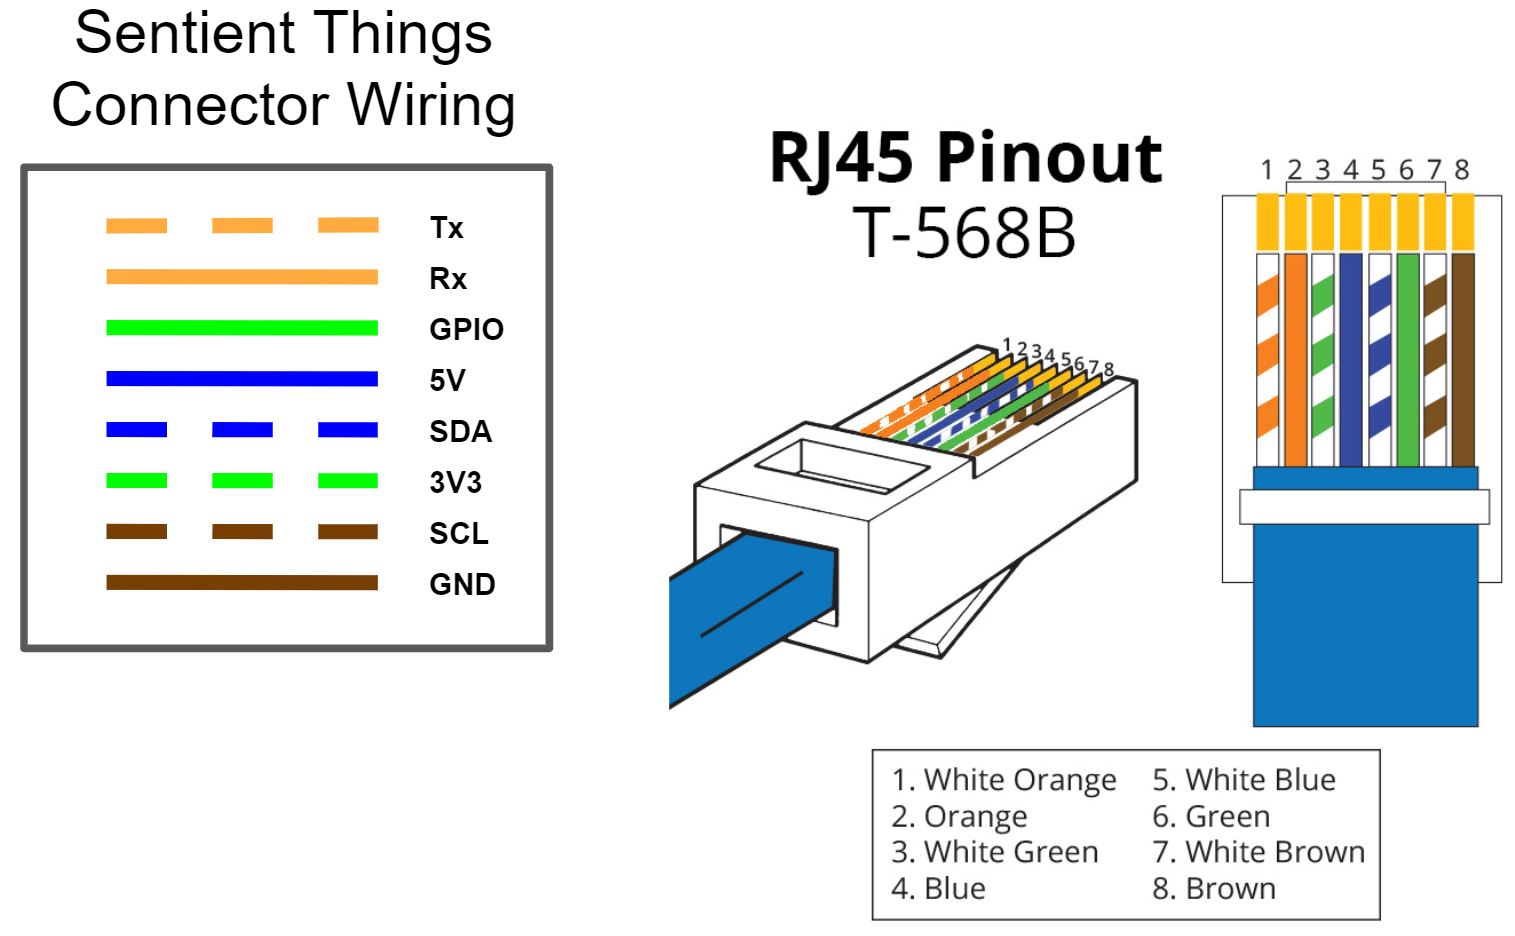 Sentient Things
Connector Wiring
Tx
Rx
GPIO
5V
SDA
3V3
SCL
GND
RJ45 Pinout
T-568B
1 2 3 4 5 6 7 8
1 2 3 4 5 6 7 8
1. White Orange
2. Orange
3. White Green
4. Blue
5. White Blue
6. Green
7. White Brown
8. Brown